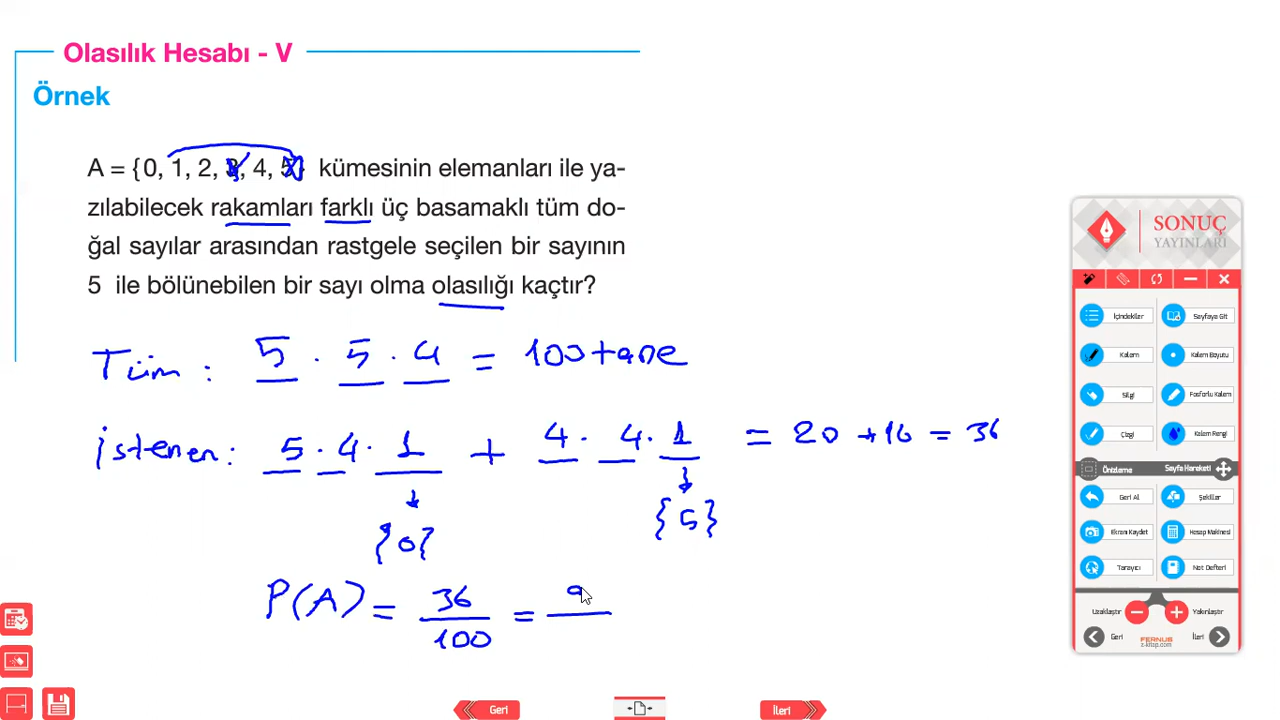 Olasılık Hesabı - V
Örnek
A = {0, 1, 2, 3, 4, 5} kümesinin elemanları ile ya-
zılabilecek rakamları farklı üç basamaklı tüm do-
ğal sayılar arasından rastgele seçilen bir sayının
5 ile bölünebilen bir sayı olma olasılığı kaçtır?
Tüm : 5 . 5 . 4 = 100 tane
İstenen : 5 . 4 . 1 + 4 . 4 . 1 = 20 + 16 = 36
{0}
{5}
P(A) = 36/100 = 9
SONUÇ
YAYINLARI
İçindekiler
Sayfaya Git
Kalem
Kalem Boyutu
Silgi
Fosforlu Kalem
Çizgi
Kalem Rengi
Önizleme
Sayfa Hareketi
Geri Al
Şekiller
Ekran Kaydet
Hesap Makinesi
Tarayıcı
Not Defteri
Uzaklaştır
Yakınlaştır
Geri
FERNUS
z-kitap.com
İleri
Geri
İleri